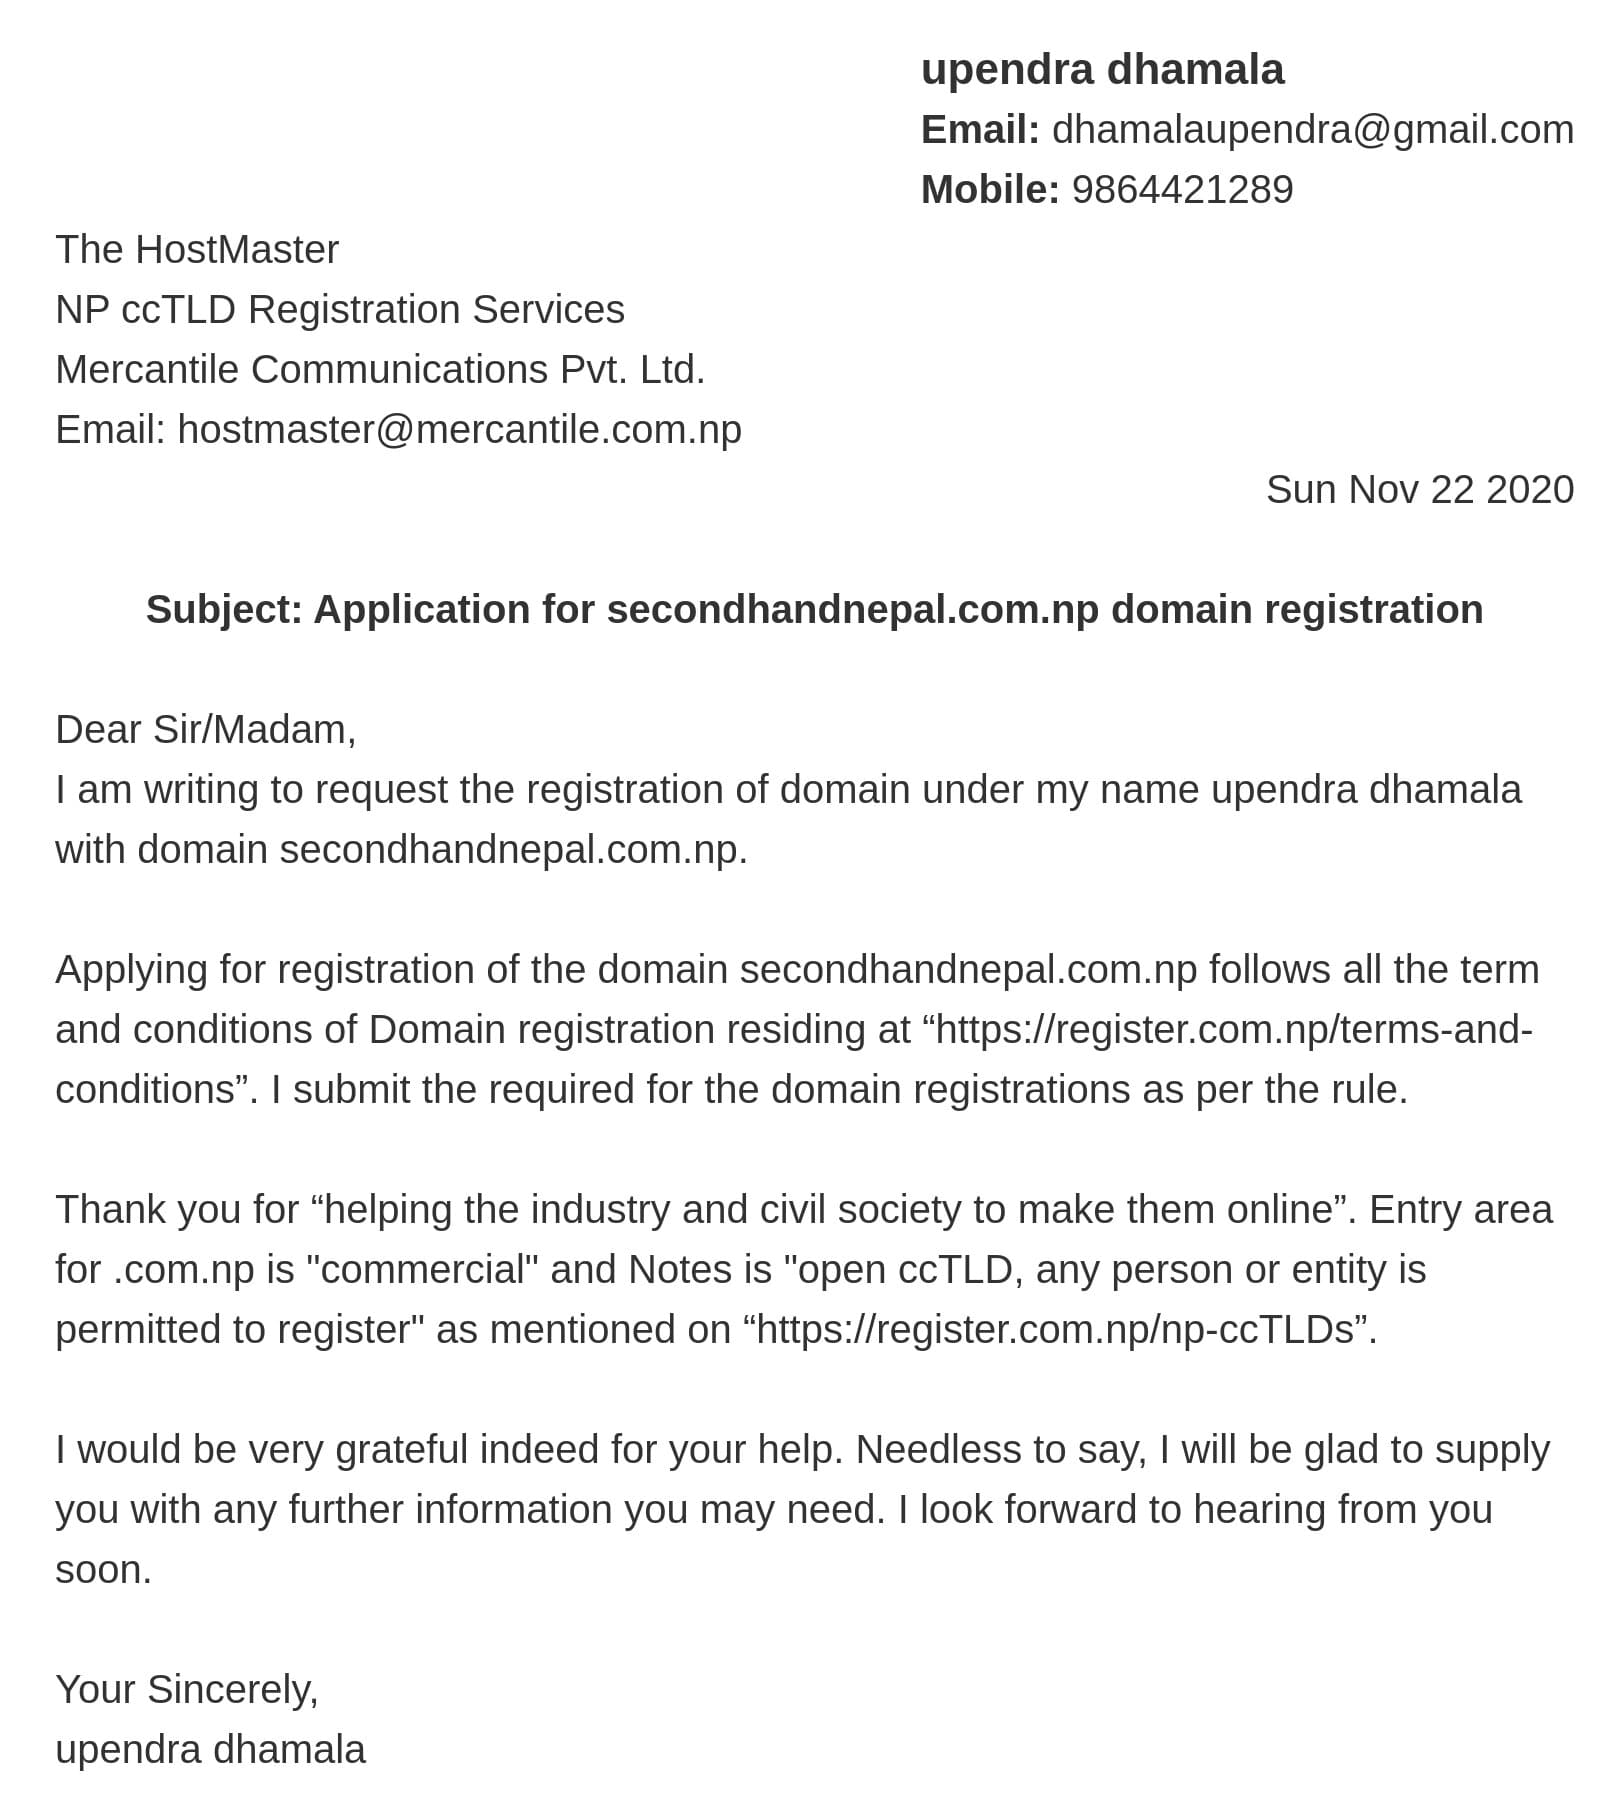 upendra dhamala
Email: dhamalaupendra@gmail.com
Mobile: 9864421289
The HostMaster
NP ccTLD Registration Services
Mercantile Communications Pvt. Ltd.
Email: hostmaster@mercantile.com.np
Sun Nov 22 2020
Subject: Application for secondhandnepal.com.np domain registration
Dear Sir/Madam,
I am writing to request the registration of domain under my name upendra dhamala
with domain secondhandnepal.com.np.
Applying for registration of the domain secondhandnepal.com.np follows all the term
and conditions of Domain registration residing at “https://register.com.np/terms-and-
conditions”. I submit the required for the domain registrations as per the rule.
Thank you for “helping the industry and civil society to make them online”. Entry area
for .com.np is "commercial" and Notes is "open ccTLD, any person or entity is
permitted to register" as mentioned on “https://register.com.np/np-ccTLDs”.
I would be very grateful indeed for your help. Needless to say, I will be glad to supply
you with any further information you may need. I look forward to hearing from you
soon.
Your Sincerely,
upendra dhamala